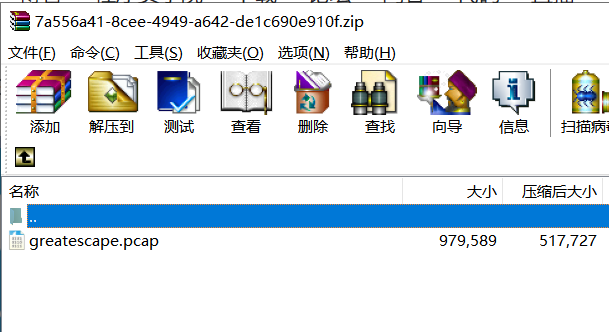 7a556a41-8cee-4949-a642-de1c690e910f.zip
文件(F) 命令(C) 工具(S) 收藏夹(O) 选项(N) 帮助(H)
添加 解压到 测试 查看 删除 查找 向导 信息 扫描病毒
名称 大小 压缩后大小
..
greatescape.pcap 979,589 517,727